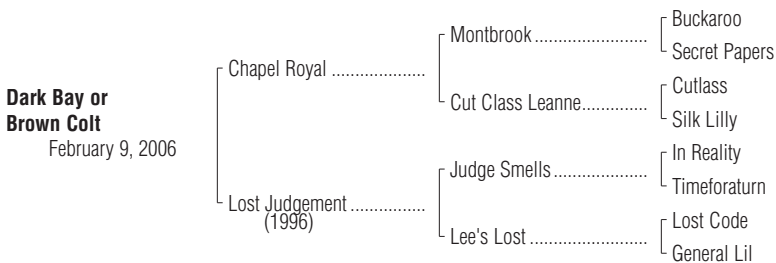 Dark Bay or
Brown Colt
February 9, 2006
Chapel Royal ....................
Lost Judgement ................
(1996)
Montbrook ........................
Cut Class Leanne..............
Judge Smells ....................
Lee's Lost .........................
Buckaroo
Secret Papers
Cutlass
Silk Lilly
In Reality
Timeforaturn
Lost Code
General Lil